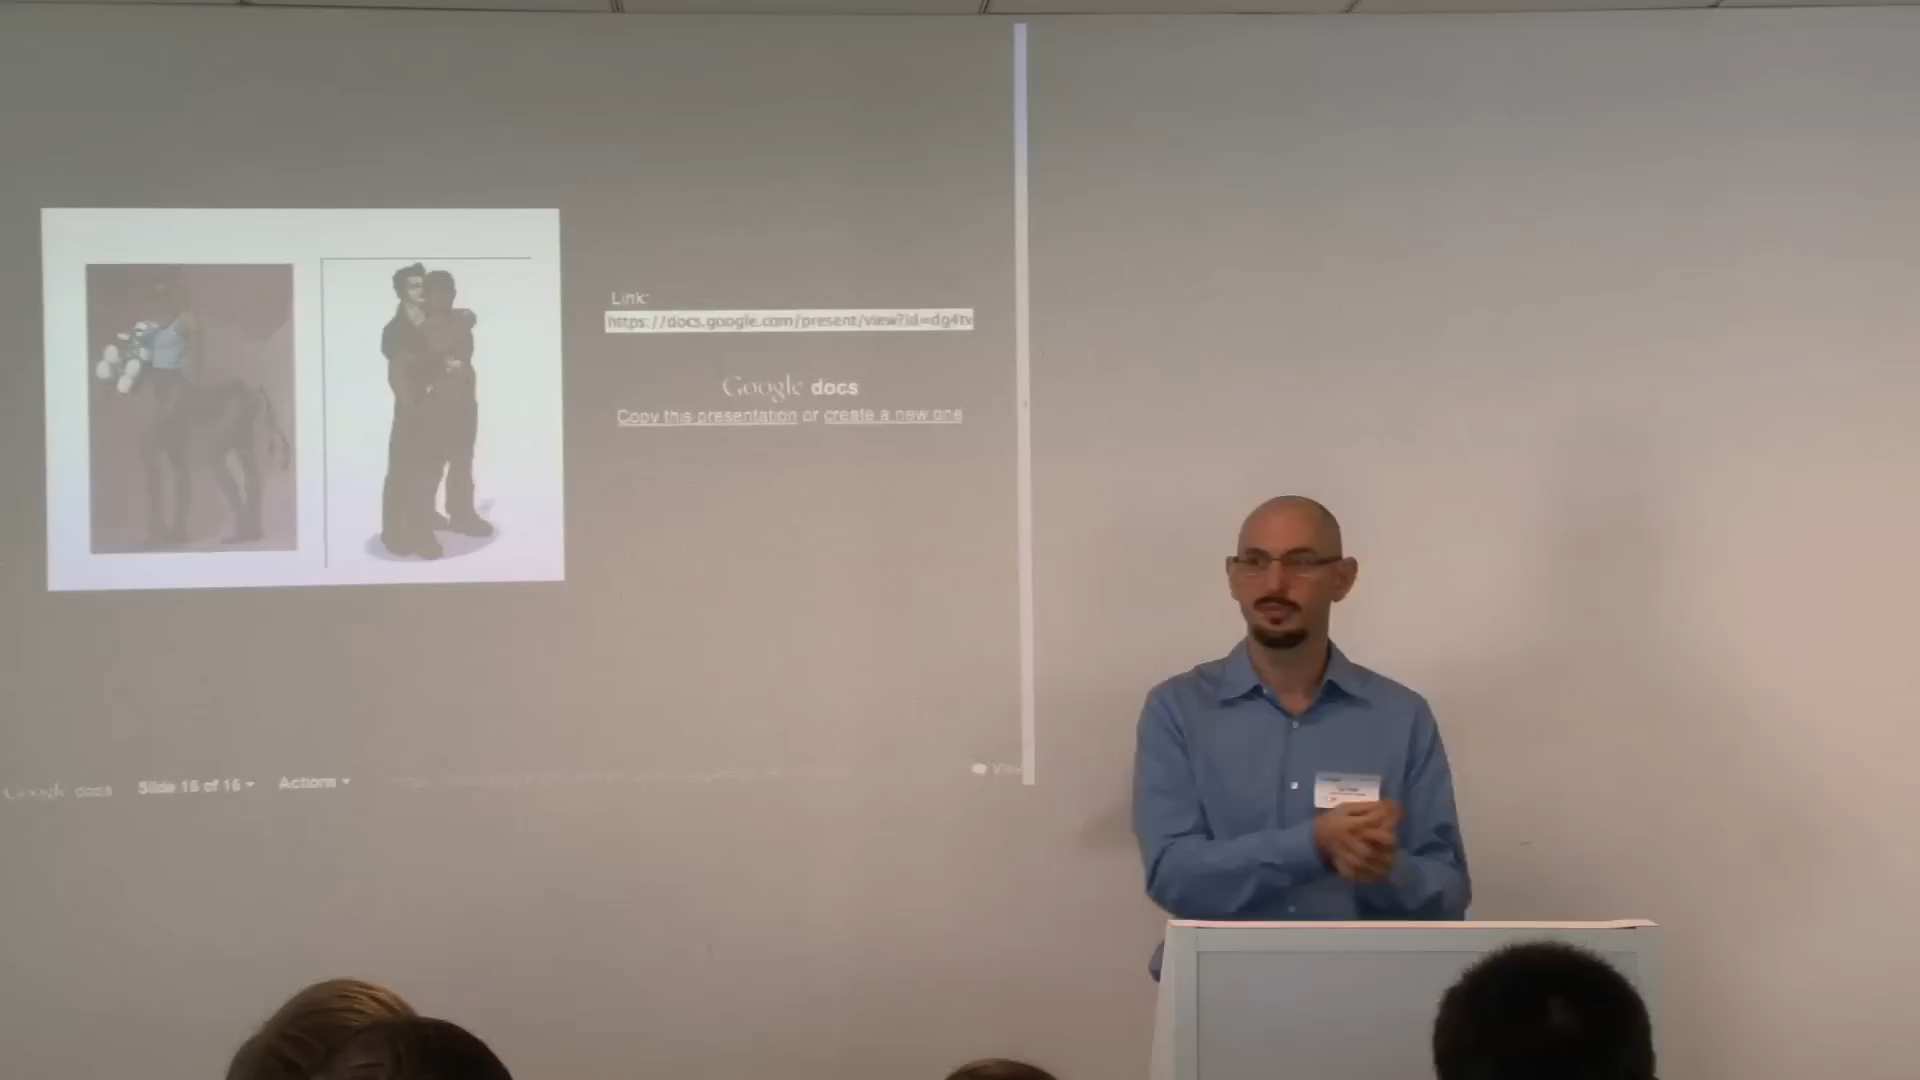 Link:
https://docs.google.com/present/view?id=dg4tv
Google docs
Copy this presentation or create a new one
Google docs Slide 15 of 16 Actions